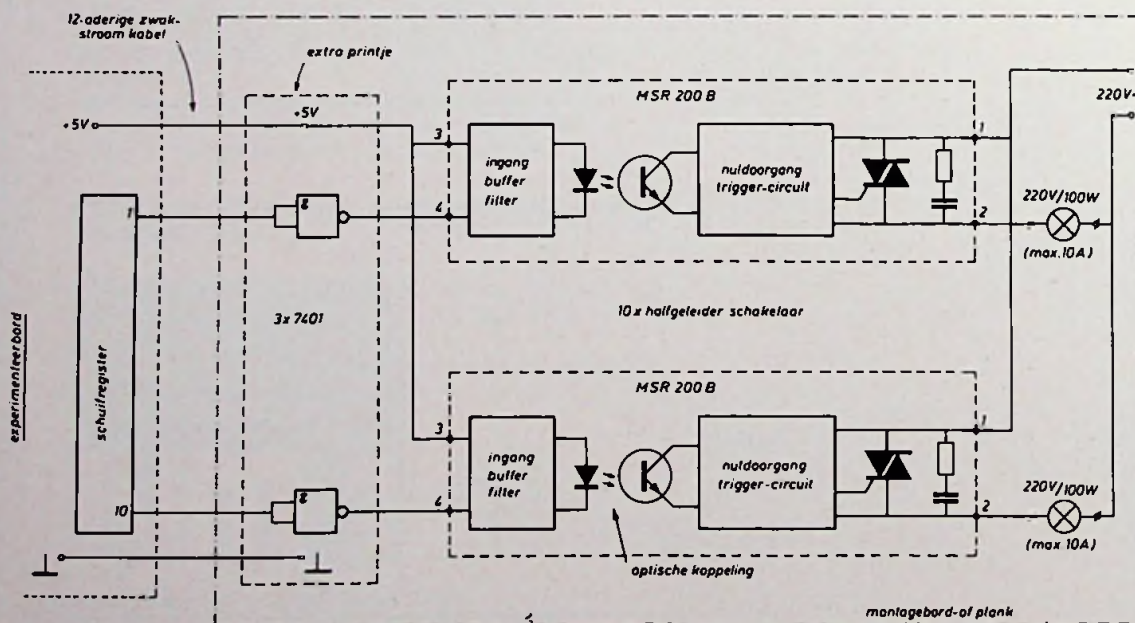 12-aderige zwak-
stroom kabel
extra printje
+5V
+5V
MSR 200 B
220V~
3
1
ingang
buffer
filter
nuldoorgang
trigger-circuit
1
&
4
2
220V/100W
(max. 10A)
experimenteerbord
schuifregister
3x 7401
10 x halfgeleider schakelaar
MSR 200 B
3
1
ingang
buffer
filter
nuldoorgang
trigger-circuit
10
&
4
2
220V/100W
(max. 10A)
optische koppeling
montagebord-of plank